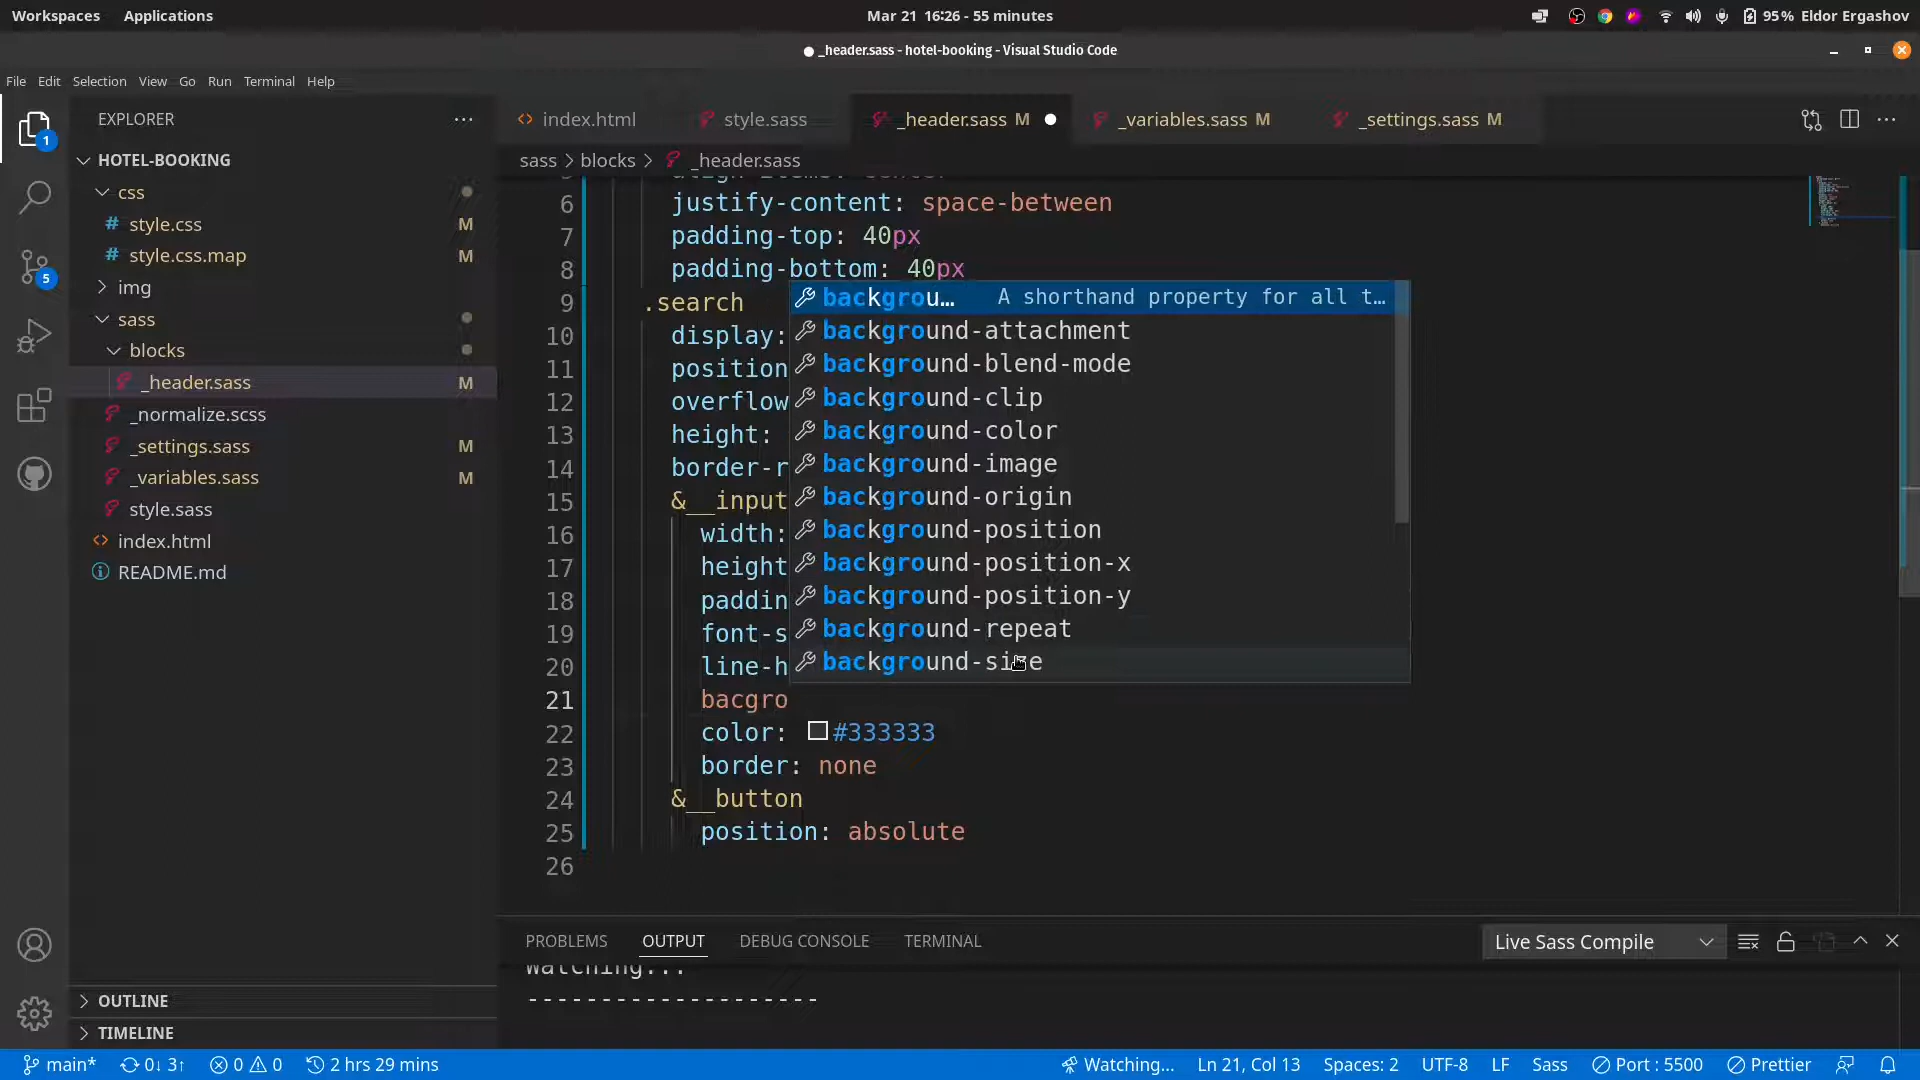 Workspaces Applications Mar 21 16:26 - 55 minutes 95% Eldor Ergashov
_header.sass - hotel-booking - Visual Studio Code
File Edit Selection View Go Run Terminal Help
EXPLORER
1
HOTEL-BOOKING
css
style.css M
style.css.map M
5
img
sass
blocks
_header.sass M
_normalize.scss
_settings.sass M
_variables.sass M
style.sass
index.html
README.md
OUTLINE
TIMELINE
index.html style.sass _header.sass M _variables.sass M _settings.sass M
sass > blocks > _header.sass
align-items: center
6 justify-content: space-between
7 padding-top: 40px
8 padding-bottom: 40px
9 .search
10 display:
11 position
12 overflow
13 height:
14 border-r
15 &__input
16 width:
17 height
18 paddin
19 font-s
20 line-h
21 bacgro
22 color: #333333
23 border: none
24 &__button
25 position: absolute
26
backgrou… A shorthand property for all t…
background-attachment
background-blend-mode
background-clip
background-color
background-image
background-origin
background-position
background-position-x
background-position-y
background-repeat
background-size
PROBLEMS OUTPUT DEBUG CONSOLE TERMINAL Live Sass Compile
Watching...
--------------------
main* 0↓ 3↑ 0 0 2 hrs 29 mins Watching... Ln 21, Col 13 Spaces: 2 UTF-8 LF Sass Port : 5500 Prettier